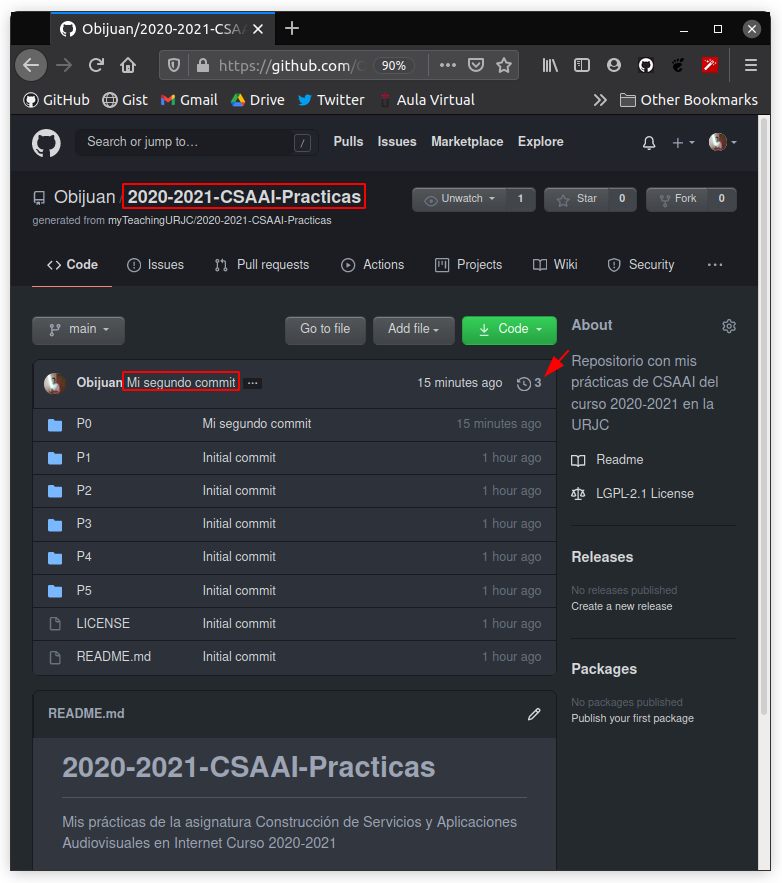 Obijuan/2020-2021-CSA
https://github.com/ 90%
GitHub Gist Gmail Drive Twitter Aula Virtual Other Bookmarks
Search or jump to… / Pulls Issues Marketplace Explore
Obijuan / 2020-2021-CSAAI-Practicas Unwatch 1 Star 0 Fork 0
generated from myTeachingURJC/2020-2021-CSAAI-Practicas
Code Issues Pull requests Actions Projects Wiki Security
main Go to file Add file Code
Obijuan Mi segundo commit 15 minutes ago 3
P0 Mi segundo commit 15 minutes ago
P1 Initial commit 1 hour ago
P2 Initial commit 1 hour ago
P3 Initial commit 1 hour ago
P4 Initial commit 1 hour ago
P5 Initial commit 1 hour ago
LICENSE Initial commit 1 hour ago
README.md Initial commit 1 hour ago
About
Repositorio con mis
prácticas de CSAAI del
curso 2020-2021 en la
URJC
Readme
LGPL-2.1 License
Releases
No releases published
Create a new release
Packages
No packages published
Publish your first package
README.md
2020-2021-CSAAI-Practicas
Mis prácticas de la asignatura Construcción de Servicios y Aplicaciones
Audiovisuales en Internet Curso 2020-2021